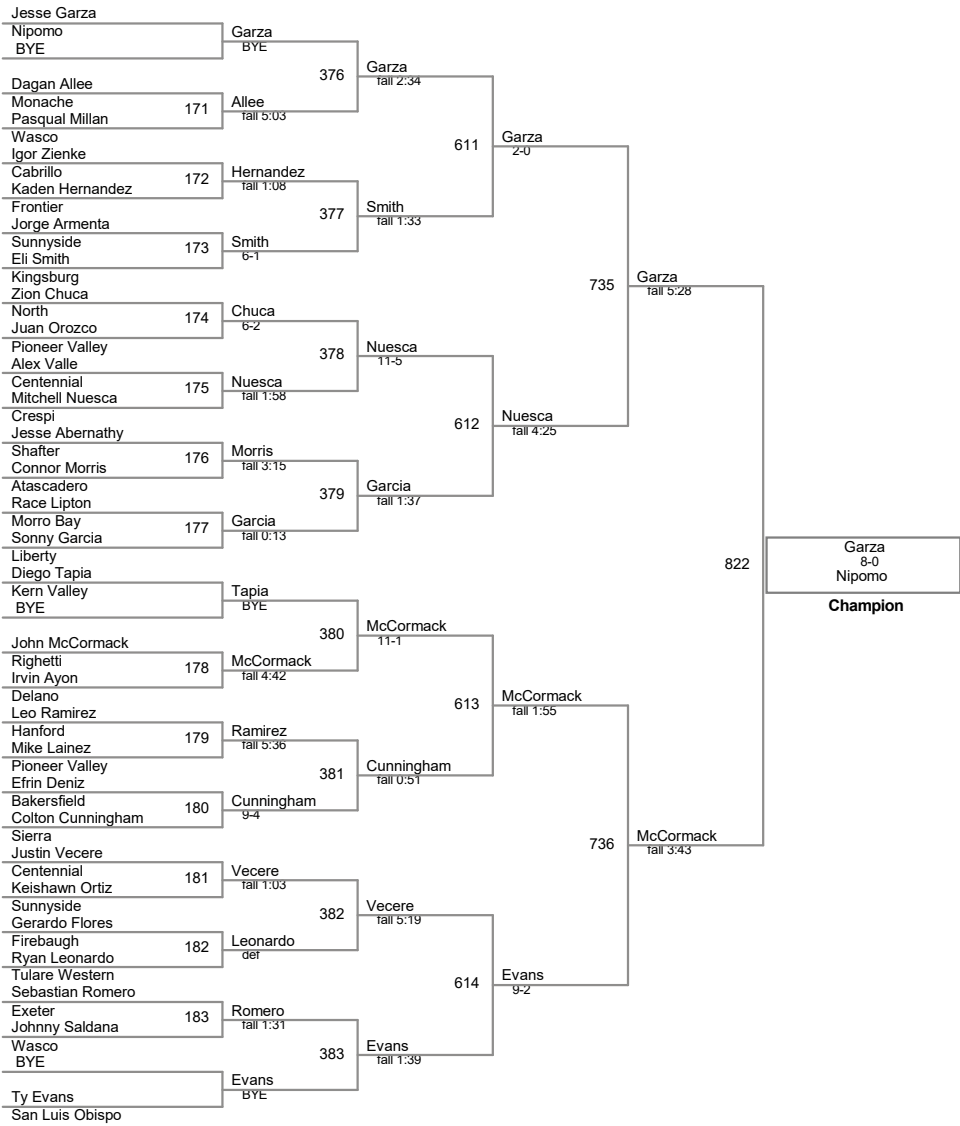 Jesse Garza
Nipomo
BYE
Dagan Allee
Monache
Pasqual Millan
Wasco
Igor Zienke
Cabrillo
Kaden Hernandez
Frontier
Jorge Armenta
Sunnyside
Eli Smith
Kingsburg
Zion Chuca
North
Juan Orozco
Pioneer Valley
Alex Valle
Centennial
Mitchell Nuesca
Crespi
Jesse Abernathy
Shafter
Connor Morris
Atascadero
Race Lipton
Morro Bay
Sonny Garcia
Liberty
Diego Tapia
Kern Valley
BYE
John McCormack
Righetti
Irvin Ayon
Delano
Leo Ramirez
Hanford
Mike Lainez
Pioneer Valley
Efrin Deniz
Bakersfield
Colton Cunningham
Sierra
Justin Vecere
Centennial
Keishawn Ortiz
Sunnyside
Gerardo Flores
Firebaugh
Ryan Leonardo
Tulare Western
Sebastian Romero
Exeter
Johnny Saldana
Wasco
BYE
Ty Evans
San Luis Obispo
171
172
173
174
175
176
177
178
179
180
181
182
183
Garza
BYE
Allee
fall 5:03
Hernandez
fall 1:08
Smith
6-1
Chuca
6-2
Nuesca
fall 1:58
Morris
fall 3:15
Garcia
fall 0:13
Tapia
BYE
McCormack
fall 4:42
Ramirez
fall 5:36
Cunningham
9-4
Vecere
fall 1:03
Leonardo
def
Romero
fall 1:31
Evans
BYE
376
377
378
379
380
381
382
383
Garza
fall 2:34
Smith
fall 1:33
Nuesca
11-5
Garcia
fall 1:37
McCormack
11-1
Cunningham
fall 0:51
Vecere
fall 5:19
Evans
fall 1:39
611
612
613
614
Garza
2-0
Nuesca
fall 4:25
McCormack
fall 1:55
Evans
9-2
735
736
Garza
fall 5:28
McCormack
fall 3:43
822
Garza
8-0
Nipomo
Champion